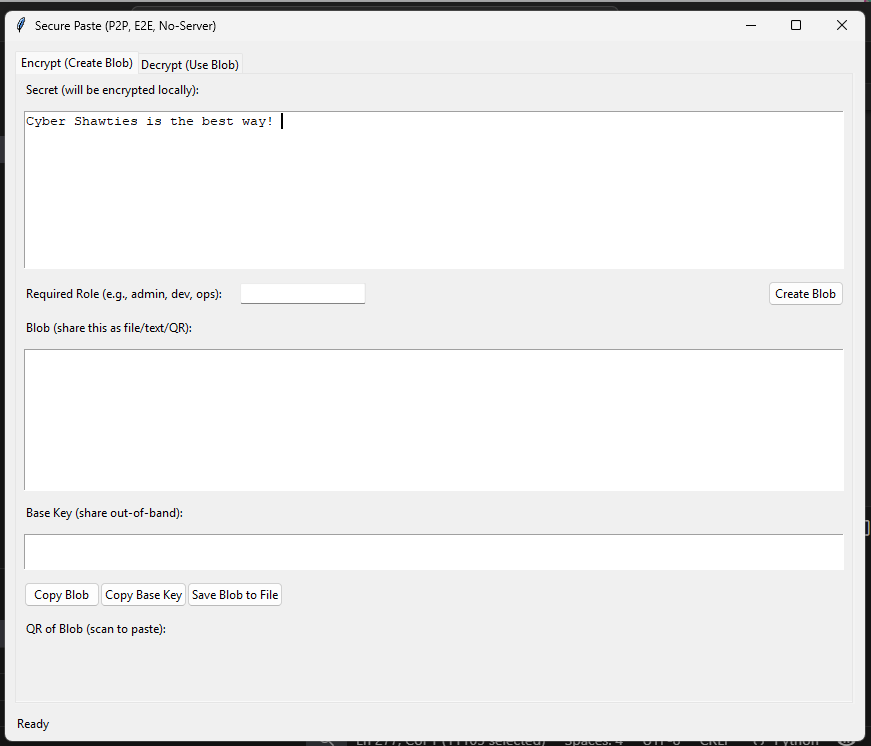 Secure Paste (P2P, E2E, No-Server)
Encrypt (Create Blob) Decrypt (Use Blob)
Secret (will be encrypted locally):
Cyber Shawties is the best way!
Required Role (e.g., admin, dev, ops): Create Blob
Blob (share this as file/text/QR):
Base Key (share out-of-band):
Copy Blob Copy Base Key Save Blob to File
QR of Blob (scan to paste):
Ready